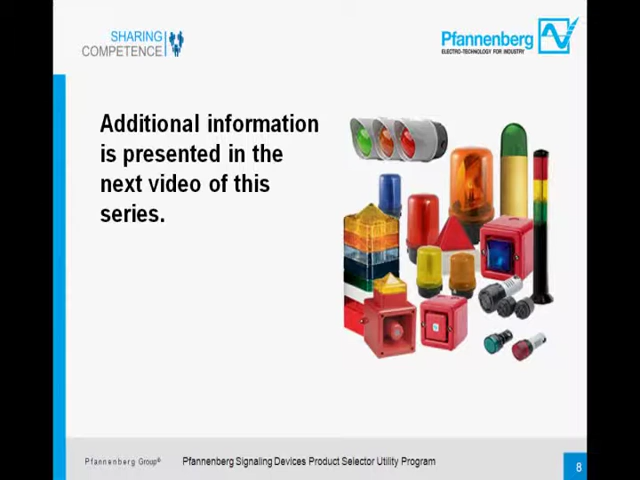 SHARING
COMPETENCE
Pfannenberg
ELECTRO-TECHNOLOGY FOR INDUSTRY
Additional information
is presented in the
next video of this
series.
Pfannenberg Group®
Pfannenberg Signaling Devices Product Selector Utility Program
8